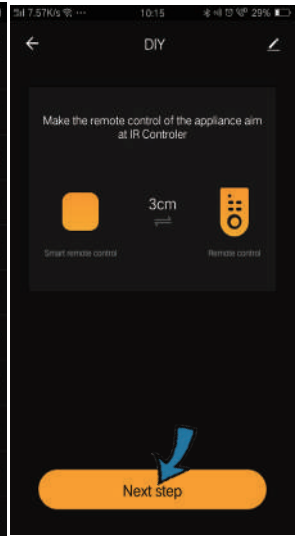 7.57K/s ... 10:15 29%
DIY
Make the remote control of the appliance aim
at IR Controler
3cm
Smart remote control Remote control
Next step